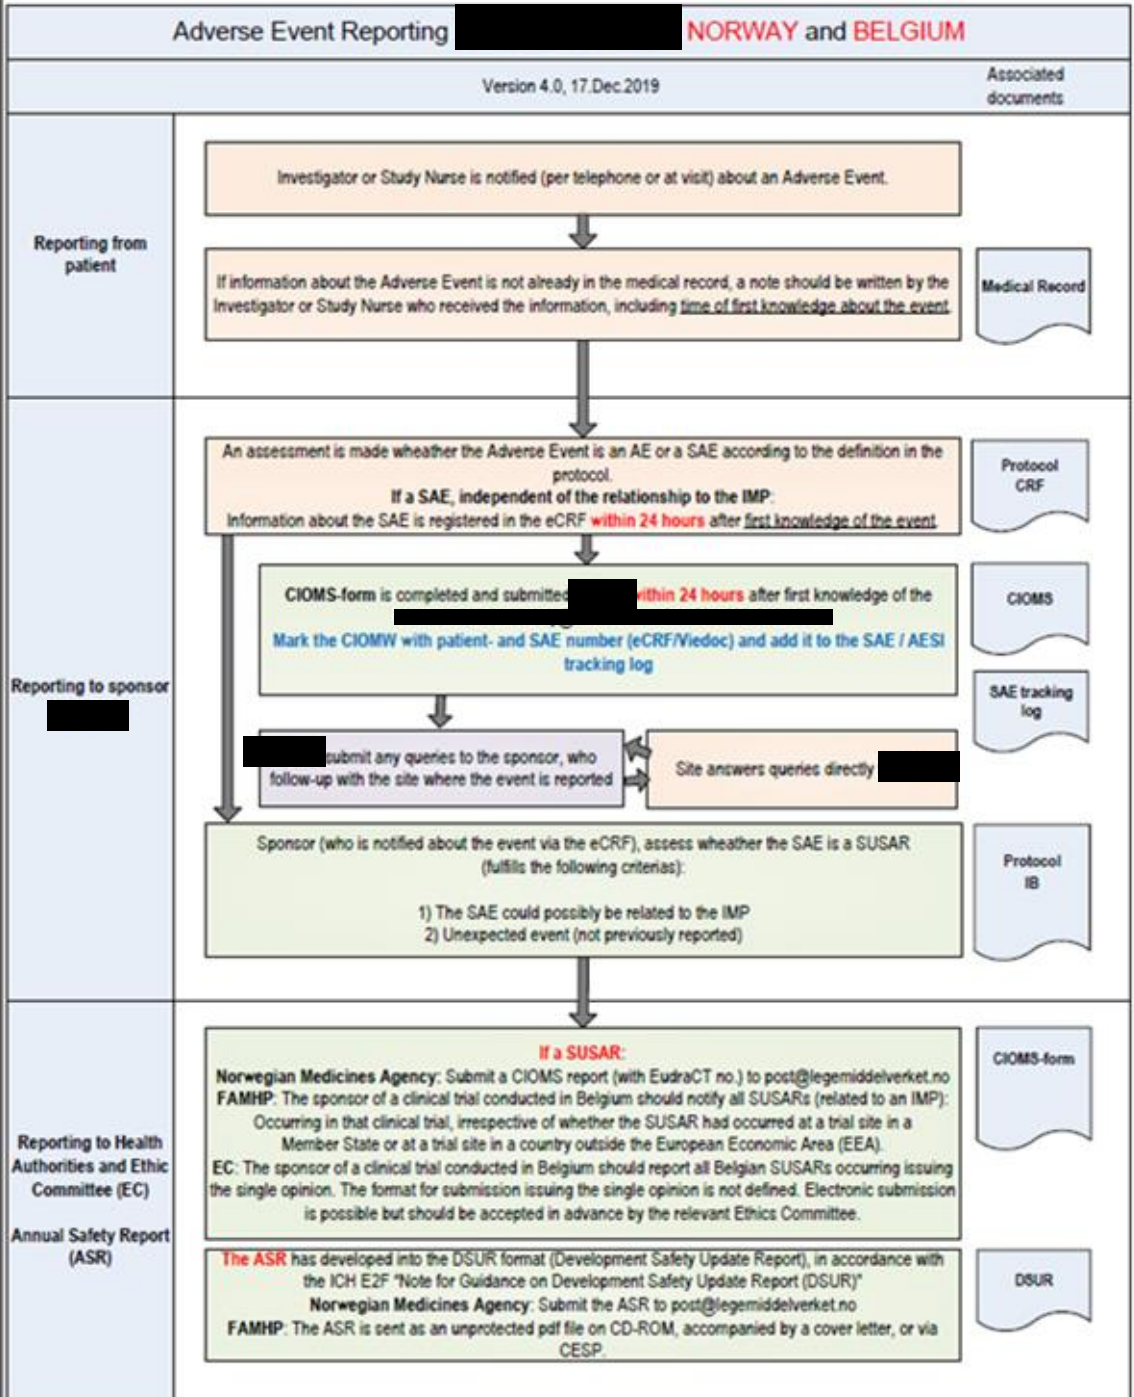 Adverse Event Reporting NORWAY and BELGIUM
Version 4.0, 17.Dec.2019
Associated
documents
Reporting from
patient
Investigator or Study Nurse is notified (per telephone or at visit) about an Adverse Event.
If information about the Adverse Event is not already in the medical record, a note should be written by the
Investigator or Study Nurse who received the information, including time of first knowledge about the event.
Medical Record
Reporting to sponsor
An assessment is made wheather the Adverse Event is an AE or a SAE according to the definition in the
protocol.
If a SAE, independent of the relationship to the IMP:
Information about the SAE is registered in the eCRF within 24 hours after first knowledge of the event.
Protocol
CRF
CIOMS-form is completed and submitted within 24 hours after first knowledge of the
Mark the CIOMW with patient- and SAE number (eCRF/Viedoc) and add it to the SAE / AESI
tracking log
CIOMS
SAE tracking
log
submit any queries to the sponsor, who
follow-up with the site where the event is reported
Site answers queries directly
Sponsor (who is notified about the event via the eCRF), assess wheather the SAE is a SUSAR
(fulfills the following criterias):
1) The SAE could possibly be related to the IMP
2) Unexpected event (not previously reported)
Protocol
IB
Reporting to Health
Authorities and Ethic
Committee (EC)
Annual Safety Report
(ASR)
If a SUSAR:
Norwegian Medicines Agency: Submit a CIOMS report (with EudraCT no.) to post@legemiddelverket.no
FAMHP: The sponsor of a clinical trial conducted in Belgium should notify all SUSARs (related to an IMP):
Occurring in that clinical trial, irrespective of whether the SUSAR had occurred at a trial site in a
Member State or at a trial site in a country outside the European Economic Area (EEA).
EC: The sponsor of a clinical trial conducted in Belgium should report all Belgian SUSARs occurring issuing
the single opinion. The format for submission issuing the single opinion is not defined. Electronic submission
is possible but should be accepted in advance by the relevant Ethics Committee.
CIOMS-form
The ASR has developed into the DSUR format (Development Safety Update Report), in accordance with
the ICH E2F "Note for Guidance on Development Safety Update Report (DSUR)"
Norwegian Medicines Agency: Submit the ASR to post@legemiddelverket.no
FAMHP: The ASR is sent as an unprotected pdf file on CD-ROM, accompanied by a cover letter, or via
CESP.
DSUR